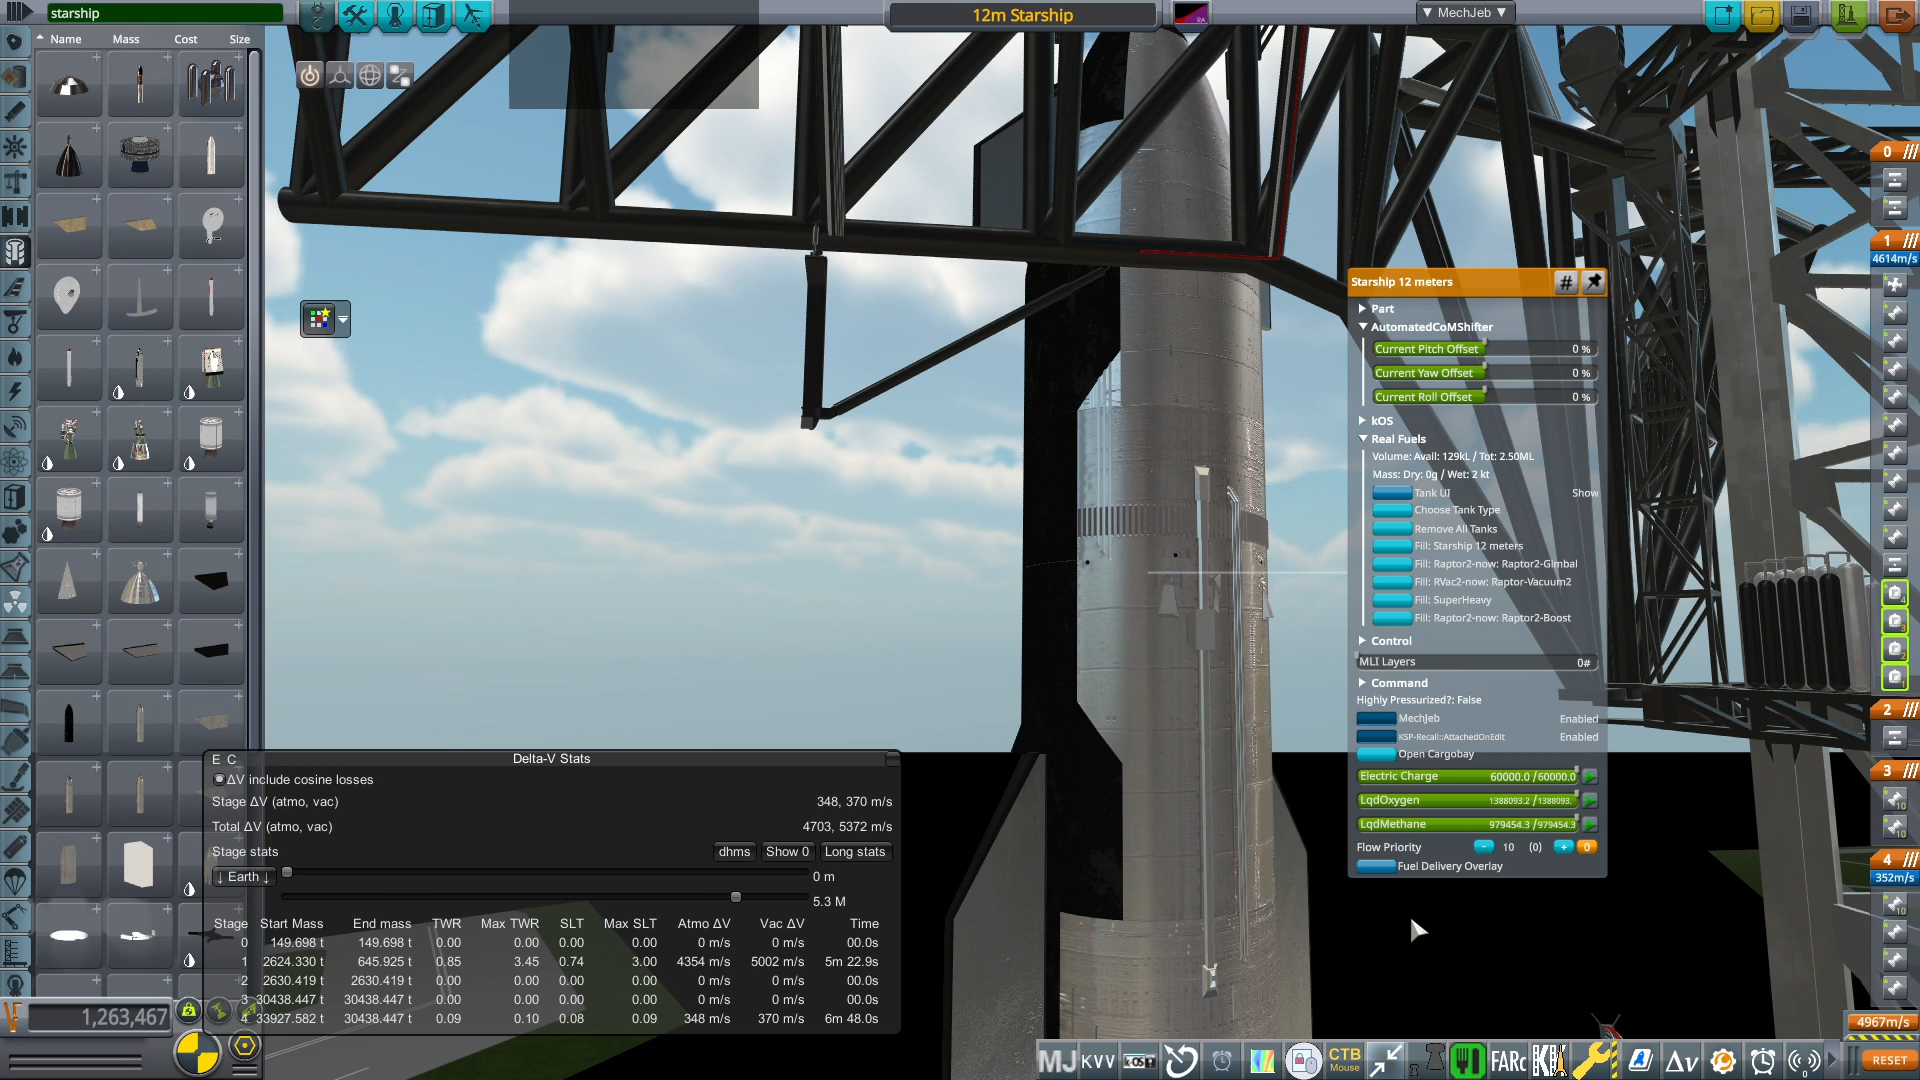 starship
12m Starship
RA
▼ MechJeb ▼
Name Mass Cost Size
0
1
4614m/s
4
3
2
1
2
3
10
10
4
352m/s
10
4967m/s
RESET
Starship 12 meters #
Part
AutomatedCoMShifter
Current Pitch Offset 0 %
Current Yaw Offset 0 %
Current Roll Offset 0 %
kOS
Real Fuels
Volume: Avail: 129kL / Tot: 2.50ML
Mass: Dry: 0g / Wet: 2 kt
Tank UI Show
Choose Tank Type
Remove All Tanks
Fill: Starship 12 meters
Fill: Raptor2-now: Raptor2-Gimbal
Fill: RVac2-now: Raptor-Vacuum2
Fill: SuperHeavy
Fill: Raptor2-now: Raptor2-Boost
Control
MLI Layers 0#
Command
Highly Pressurized?: False
MechJeb Enabled
KSP-Recall::AttachedOnEdit Enabled
Open Cargobay
Electric Charge 60000.0 /60000.0
LqdOxygen 1388093.2 /1388093.
LqdMethane 979454.3 /979454.3
Flow Priority - 10 (0) + 0
Fuel Delivery Overlay
E C Delta-V Stats
ΔV include cosine losses
Stage ΔV (atmo, vac) 348, 370 m/s
Total ΔV (atmo, vac) 4703, 5372 m/s
Stage stats dhms Show 0 Long stats
↓ Earth ↓ 0 m
5.3 M
Stage Start Mass End mass TWR Max TWR SLT Max SLT Atmo ΔV Vac ΔV Time
0 149.698 t 149.698 t 0.00 0.00 0.00 0.00 0 m/s 0 m/s 00.0s
1 2624.330 t 645.925 t 0.85 3.45 0.74 3.00 4354 m/s 5002 m/s 5m 22.9s
2 2630.419 t 2630.419 t 0.00 0.00 0.00 0.00 0 m/s 0 m/s 00.0s
3 30438.447 t 30438.447 t 0.00 0.00 0.00 0.00 0 m/s 0 m/s 00.0s
4 33927.582 t 30438.447 t 0.09 0.10 0.08 0.09 348 m/s 370 m/s 6m 48.0s
1,263,467
MJ KVV kOS CTB Mouse FARc KK Δv 0